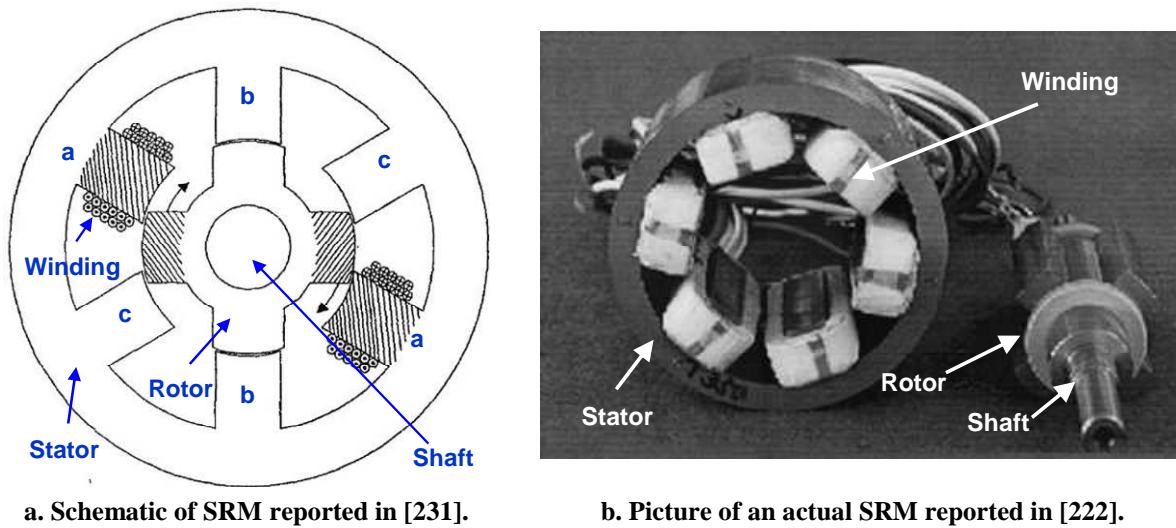 b
a
c
Winding
c
a
Rotor
b
Stator
Shaft
a. Schematic of SRM reported in [231].
Winding
Rotor
Stator
Shaft
b. Picture of an actual SRM reported in [222].